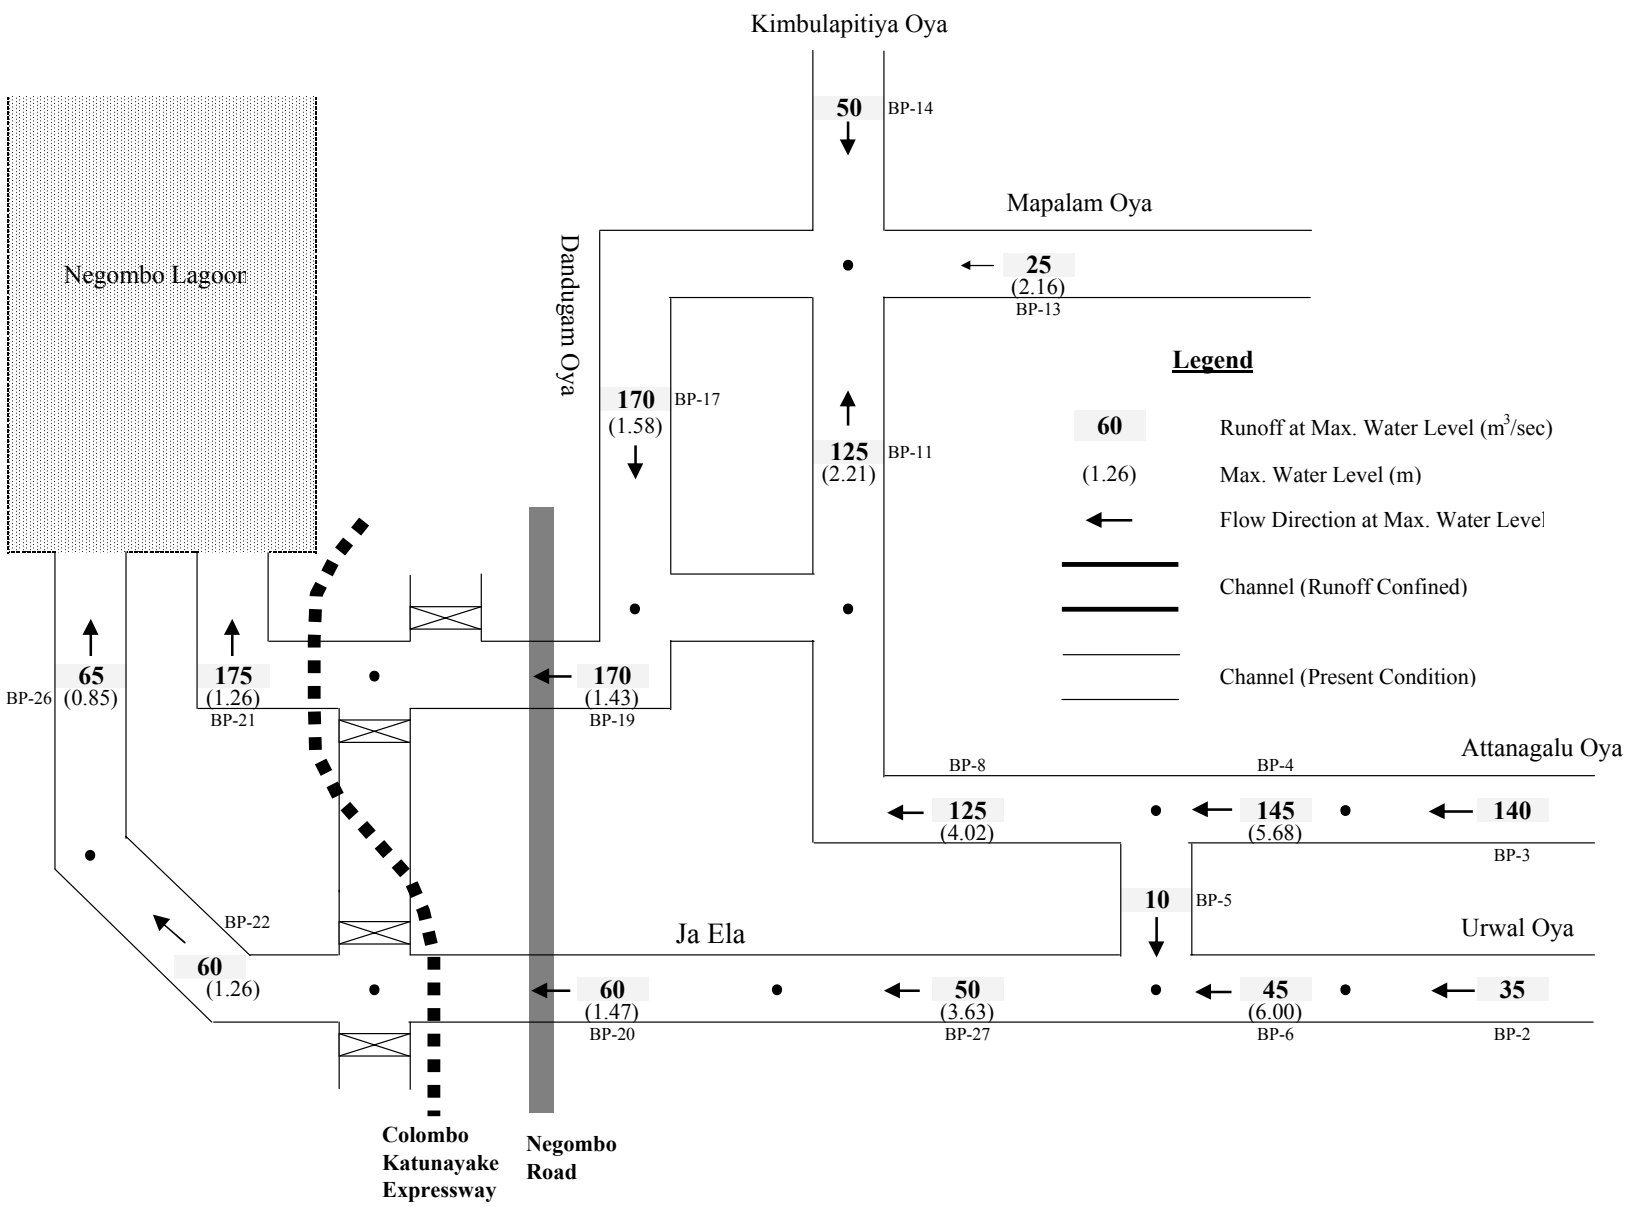 Kimbulapitiya Oya
50 BP-14
Mapalam Oya
Negombo Lagoon
Dandugam Oya
25
(2.16)
BP-13
Legend
170 BP-17
(1.58)
125 BP-11
(2.21)
60 Runoff at Max. Water Level (m³/sec)
(1.26) Max. Water Level (m)
Flow Direction at Max. Water Level
Channel (Runoff Confined)
Channel (Present Condition)
BP-26
65
(0.85)
175
(1.26)
BP-21
170
(1.43)
BP-19
Attanagalu Oya
BP-8
125
(4.02)
BP-4
145
(5.68)
140
BP-3
10 BP-5
Urwal Oya
Ja Ela
BP-22
60
(1.26)
60
(1.47)
BP-20
50
(3.63)
BP-27
45
(6.00)
BP-6
35
BP-2
Colombo
Katunayake
Expressway
Negombo
Road